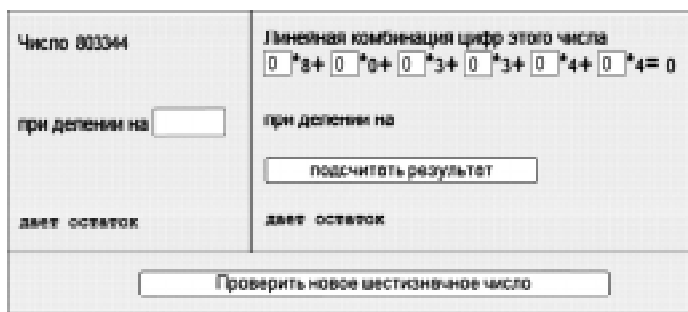 Число 803344
Линейная комбинация цифр этого числа
0 *8+ 0 *0+ 0 *3+ 0 *3+ 0 *4+ 0 *4= 0
при делении на
при делении на
подсчитать результат
дает остаток
дает остаток
Проверить новое шестизначное число